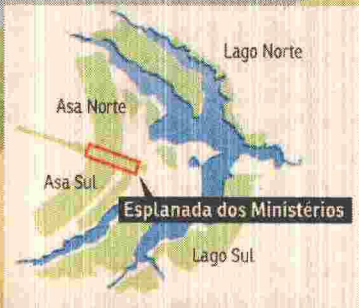 Lago Norte
Asa Norte
Asa Sul
Esplanada dos Ministérios
Lago Sul